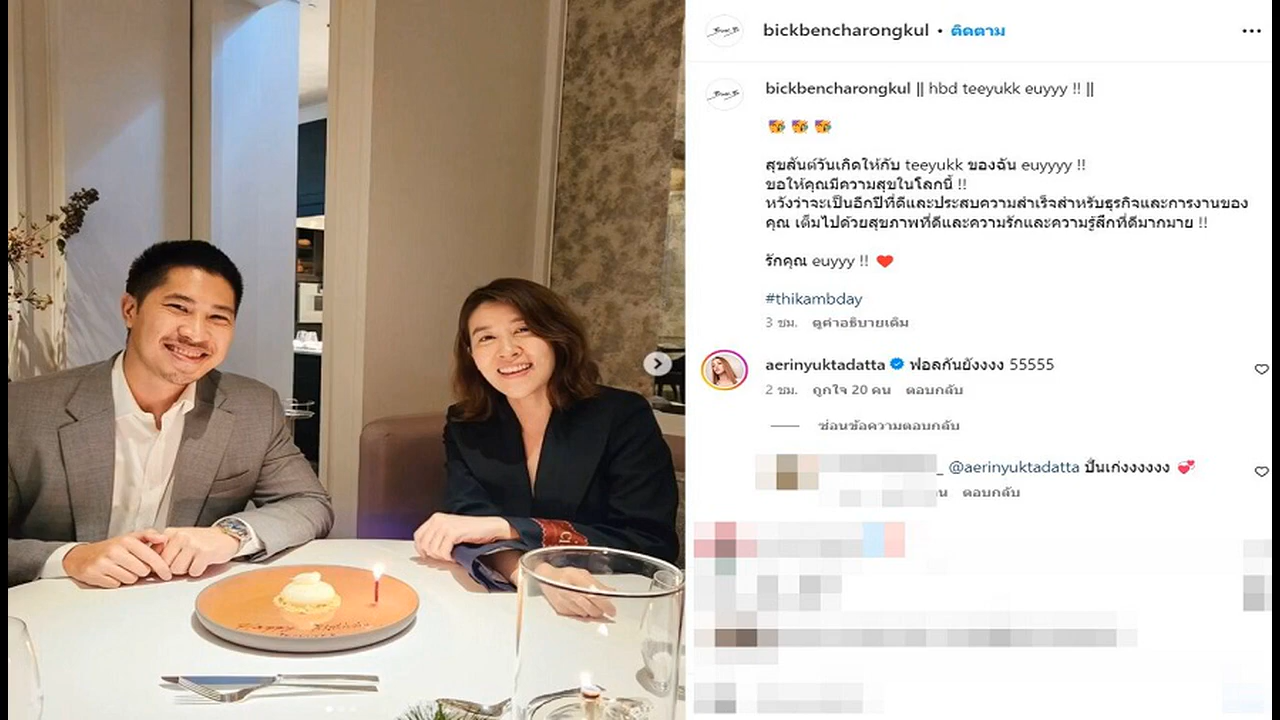 bickbencharongkul • ติดตาม
bickbencharongkul || hbd teeyukk euyyy !! ||
🥳 🥳 🥳
สุขสันต์วันเกิดให้กับ teeyukk ของฉัน euyyyy !!
ขอให้คุณมีความสุขในโลกนี้ !!
หวังว่าจะเป็นอีกปีที่ดีและประสบความสำเร็จสำหรับธุรกิจและการงานของ
คุณ เต็มไปด้วยสุขภาพที่ดีและความรักและความรู้สึกที่ดีมากมาย !!
รักคุณ euyyy !! ❤️
#thikambday
3 ชม. ดูคำอธิบายเดิม
aerinyuktadatta ฟอลกันยังงงง 55555
2 ชม. ถูกใจ 20 คน ตอบกลับ
ซ่อนข้อความตอบกลับ
@aerinyuktadatta ปั่นเก่งงงงงง 💞
ตอบกลับ